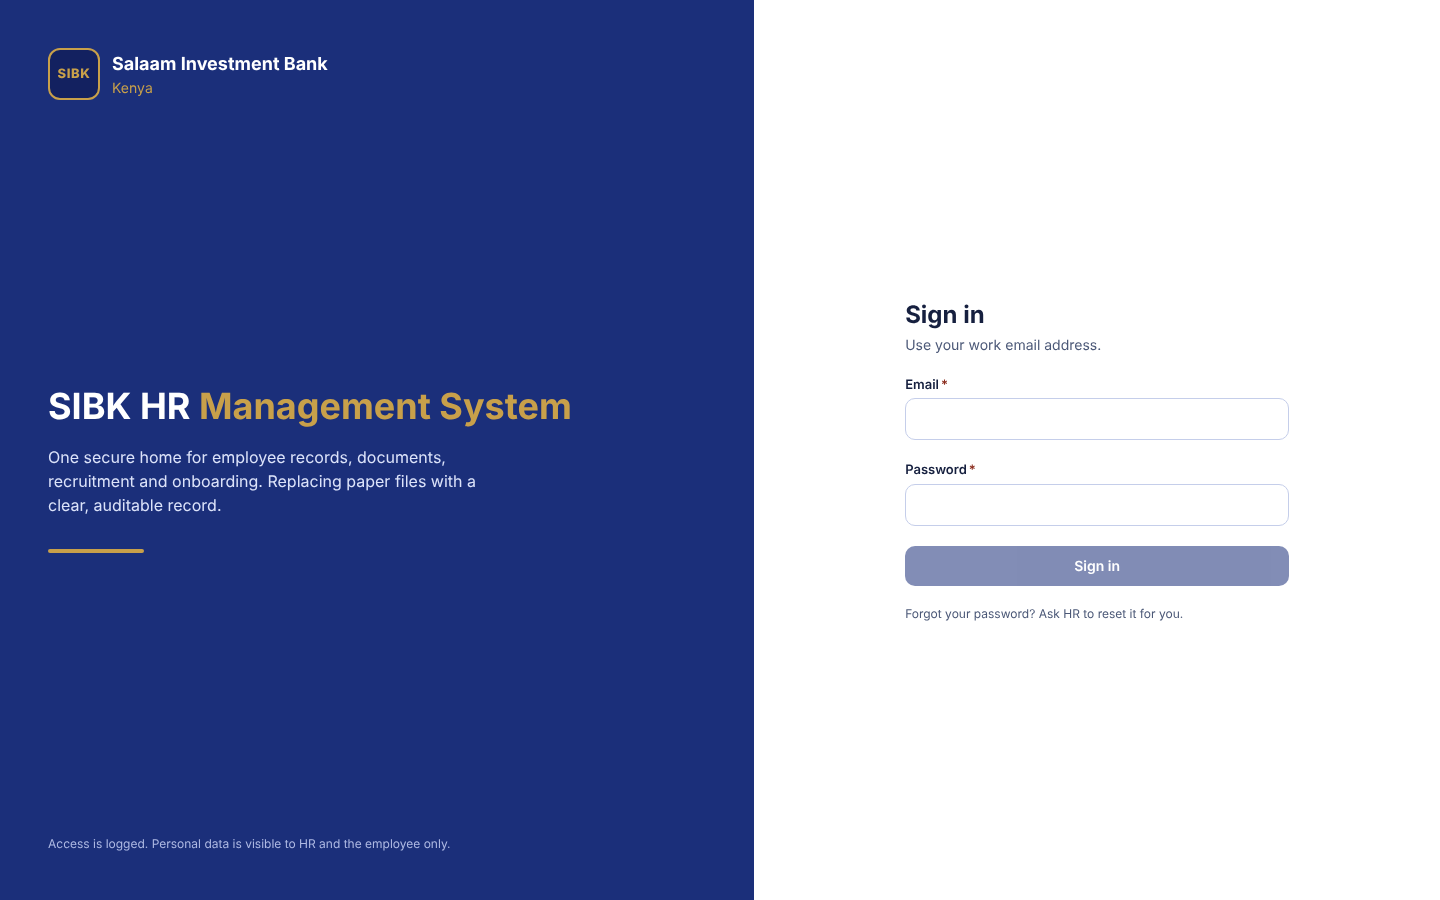 SIBK
Salaam Investment Bank
Kenya
SIBK HR Management System
One secure home for employee records, documents,
recruitment and onboarding. Replacing paper files with a
clear, auditable record.
Access is logged. Personal data is visible to HR and the employee only.
Sign in
Use your work email address.
Email *
Password *
Sign in
Forgot your password? Ask HR to reset it for you.